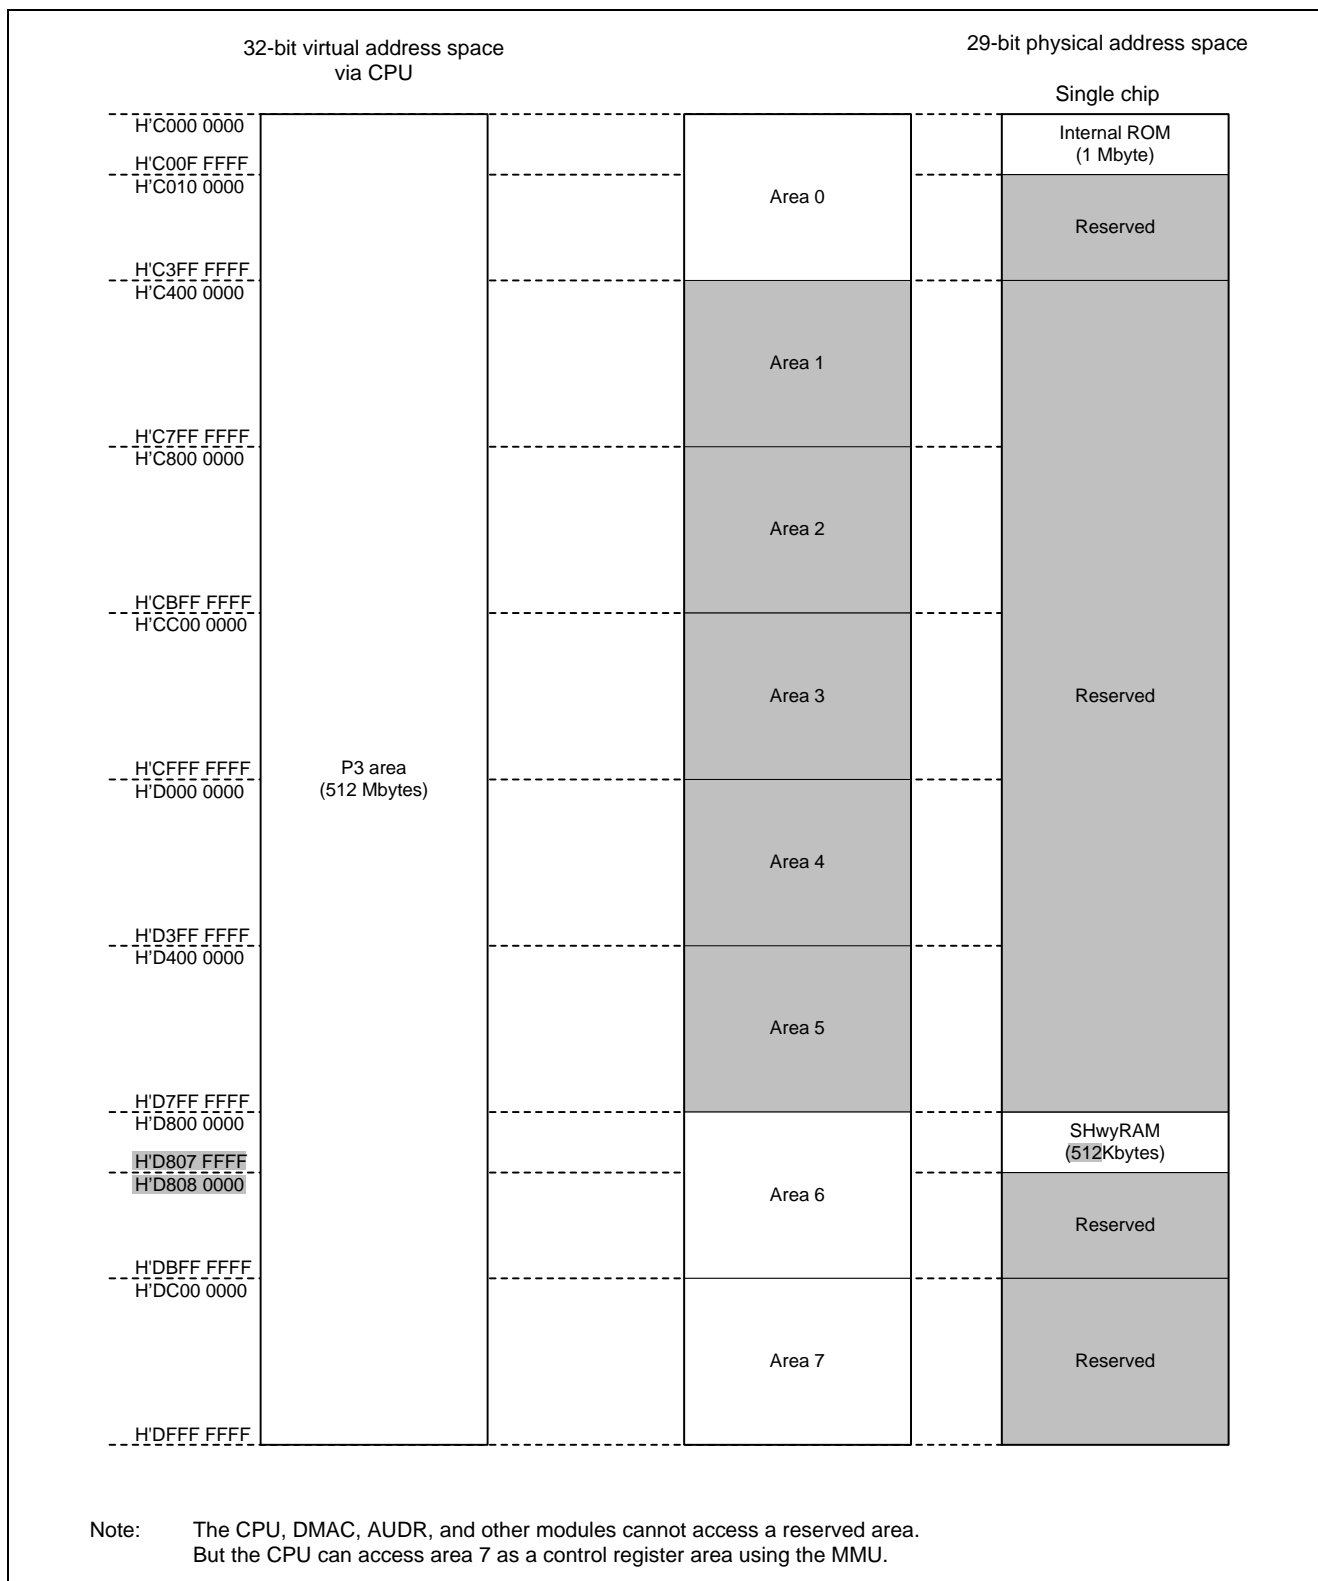 32-bit virtual address space
via CPU
29-bit physical address space
Single chip
H'C000 0000
Internal ROM
(1 Mbyte)
H'C00F FFFF
H'C010 0000
Area 0
Reserved
H'C3FF FFFF
H'C400 0000
Area 1
H'C7FF FFFF
H'C800 0000
Area 2
H'CBFF FFFF
H'CC00 0000
Area 3
Reserved
H'CFFF FFFF
H'D000 0000
P3 area
(512 Mbytes)
Area 4
H'D3FF FFFF
H'D400 0000
Area 5
H'D7FF FFFF
H'D800 0000
SHwyRAM
(512Kbytes)
H'D807 FFFF
H'D808 0000
Area 6
Reserved
H'DBFF FFFF
H'DC00 0000
Area 7
Reserved
H'DFFF FFFF
Note: The CPU, DMAC, AUDR, and other modules cannot access a reserved area.
But the CPU can access area 7 as a control register area using the MMU.